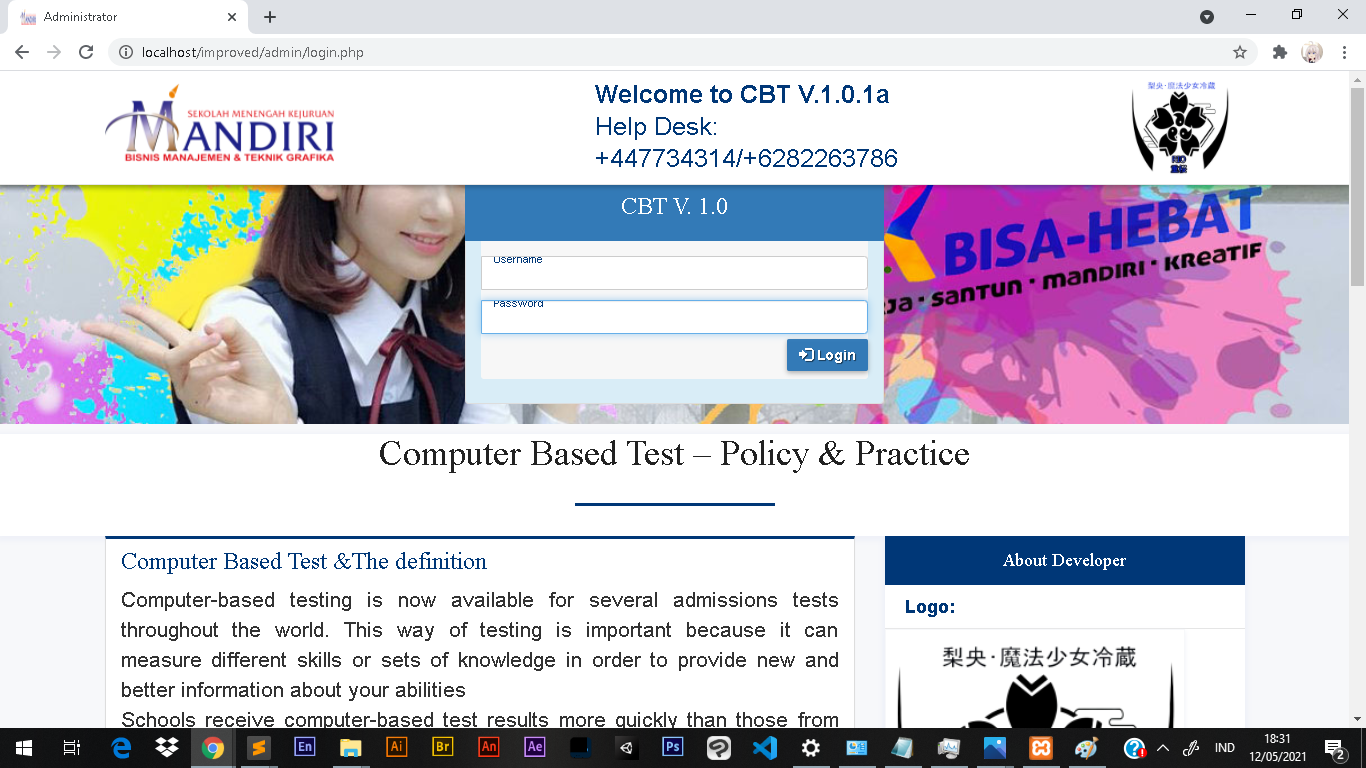 Administrator
localhost/improved/admin/login.php
SEKOLAH MENENGAH KEJURUAN
MANDIRI
BISNIS MANAJEMEN & TEKNIK GRAFIKA
Welcome to CBT V.1.0.1a
Help Desk:
+447734314/+6282263786
梨央·魔法少女冷蔵
CBT V. 1.0
Username
Password
Login
BISA-HEBAT
SANTUN · MANDIRI · KREATIF
Computer Based Test – Policy & Practice
Computer Based Test &The definition
Computer-based testing is now available for several admissions tests
throughout the world. This way of testing is important because it can
measure different skills or sets of knowledge in order to provide new and
better information about your abilities
Schools receive computer-based test results more quickly than those from
About Developer
Logo:
梨央·魔法少女冷蔵
En
Ai
Br
An
Ae
Ps
IND
18:31
12/05/2021
2